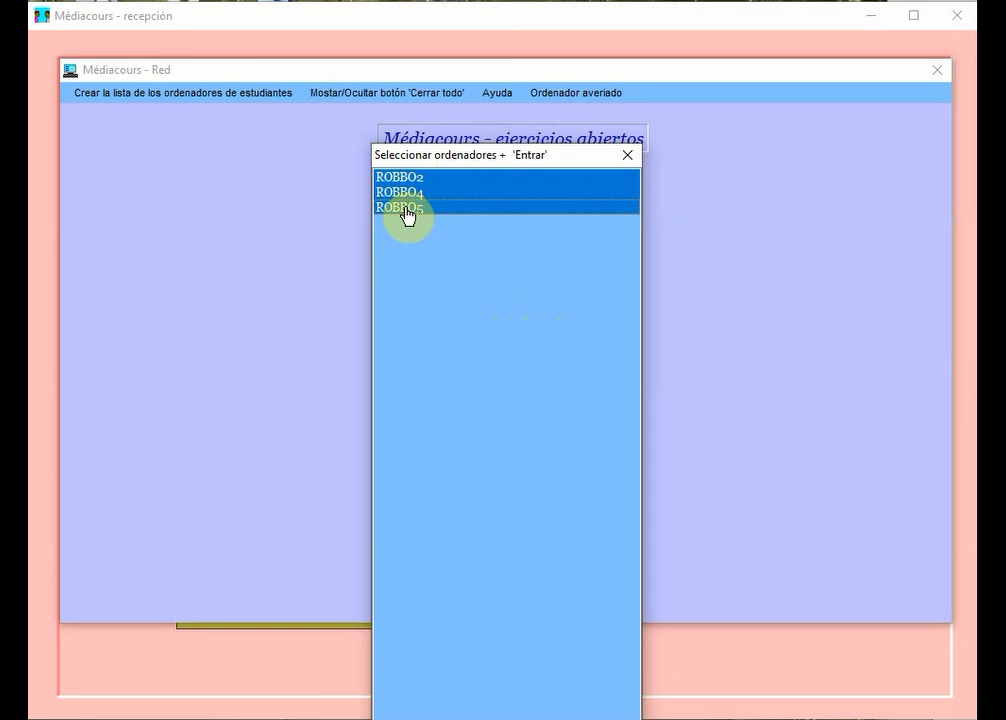 Médiacours - recepción
Médiacours - Red
Crear la lista de los ordenadores de estudiantes Mostar/Ocultar botón 'Cerrar todo' Ayuda Ordenador averiado
Médiacours - ejercicios abiertos
Seleccionar ordenadores + 'Entrar'
ROBBO2
ROBBO4
ROBBO5